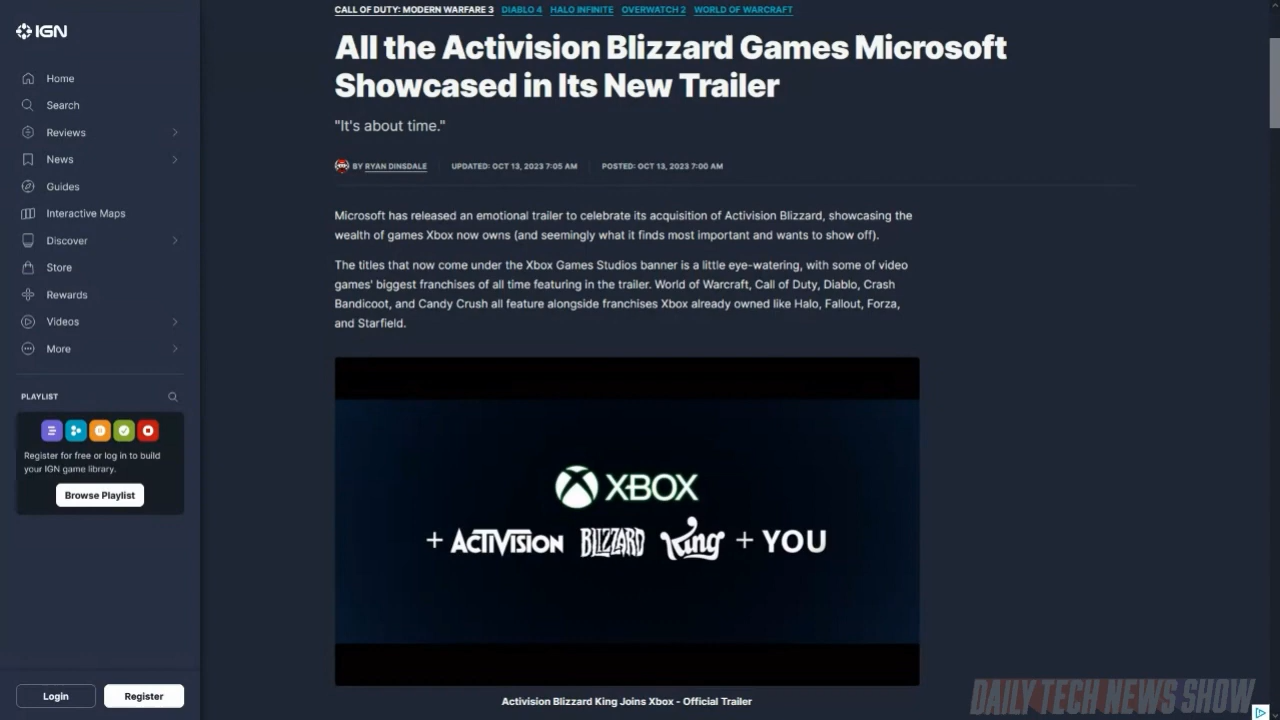 IGN
Home
Search
Reviews
News
Guides
Interactive Maps
Discover
Store
Rewards
Videos
More
PLAYLIST
Register for free or log in to build
your IGN game library.
Browse Playlist
Login
Register
CALL OF DUTY: MODERN WARFARE 3 DIABLO 4 HALO INFINITE OVERWATCH 2 WORLD OF WARCRAFT
All the Activision Blizzard Games Microsoft
Showcased in Its New Trailer
"It's about time."
BY RYAN DINSDALE UPDATED: OCT 13, 2023 7:05 AM POSTED: OCT 13, 2023 7:00 AM
Microsoft has released an emotional trailer to celebrate its acquisition of Activision Blizzard, showcasing the
wealth of games Xbox now owns (and seemingly what it finds most important and wants to show off).
The titles that now come under the Xbox Games Studios banner is a little eye-watering, with some of video
games' biggest franchises of all time featuring in the trailer. World of Warcraft, Call of Duty, Diablo, Crash
Bandicoot, and Candy Crush all feature alongside franchises Xbox already owned like Halo, Fallout, Forza,
and Starfield.
XBOX
+ ACTIVISION BLIZZARD King + YOU
Activision Blizzard King Joins Xbox - Official Trailer
DAILY TECH NEWS SHOW